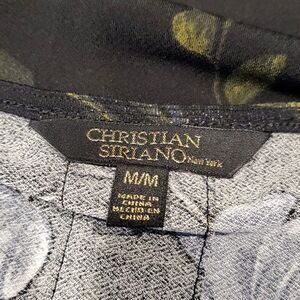 CHRISTIAN
SIRIANO New York
M/M
MADE IN
CHINA
HECHO EN
CHINA